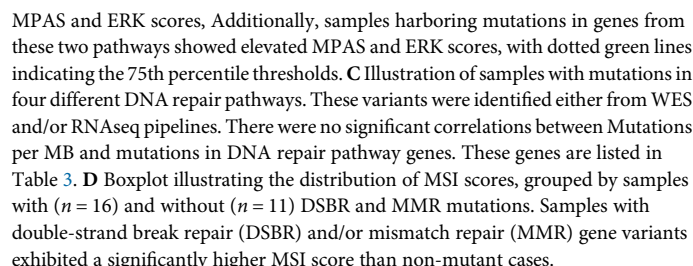 MPAS and ERK scores, Additionally, samples harboring mutations in genes from
these two pathways showed elevated MPAS and ERK scores, with dotted green lines
indicating the 75th percentile thresholds. C Illustration of samples with mutations in
four different DNA repair pathways. These variants were identified either from WES
and/or RNAseq pipelines. There were no significant correlations between Mutations
per MB and mutations in DNA repair pathway genes. These genes are listed in
Table 3. D Boxplot illustrating the distribution of MSI scores, grouped by samples
with (n = 16) and without (n = 11) DSBR and MMR mutations. Samples with
double-strand break repair (DSBR) and/or mismatch repair (MMR) gene variants
exhibited a significantly higher MSI score than non-mutant cases.